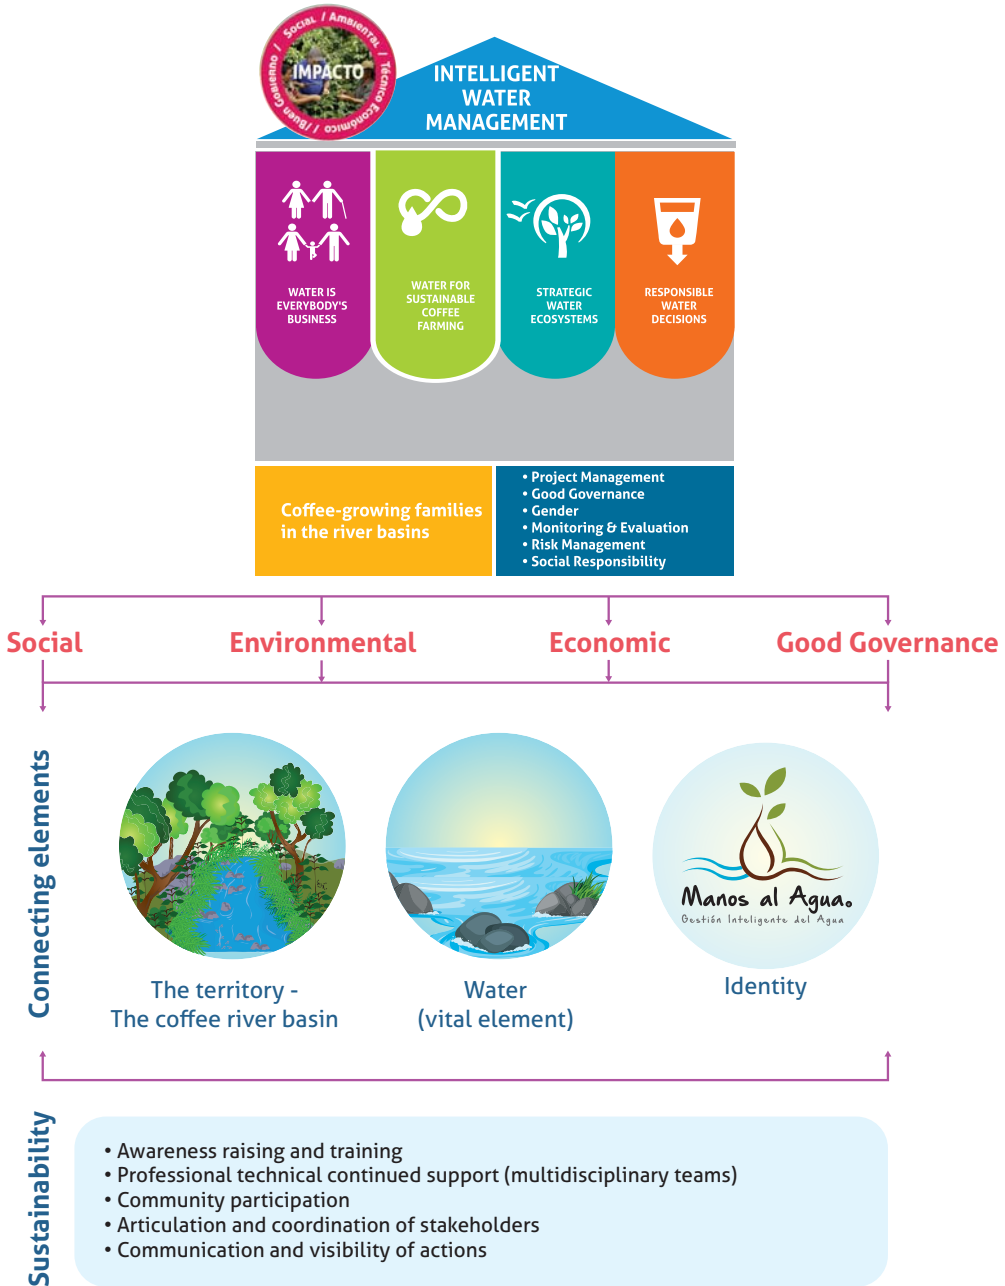 Social / Ambiental / Técnico Económico //Buen Gobierno /
IMPACTO
INTELLIGENT
WATER
MANAGEMENT
WATER IS
EVERYBODY'S
BUSINESS
WATER FOR
SUSTAINABLE
COFFEE
FARMING
STRATEGIC
WATER
ECOSYSTEMS
RESPONSIBLE
WATER
DECISIONS
Coffee-growing families
in the river basins
• Project Management
• Good Governance
• Gender
• Monitoring & Evaluation
• Risk Management
• Social Responsibility
Social
Environmental
Economic
Good Governance
Connecting elements
Manos al Agua.
Gestión Inteligente del Agua
The territory -
The coffee river basin
Water
(vital element)
Identity
Sustainability
• Awareness raising and training
• Professional technical continued support (multidisciplinary teams)
• Community participation
• Articulation and coordination of stakeholders
• Communication and visibility of actions